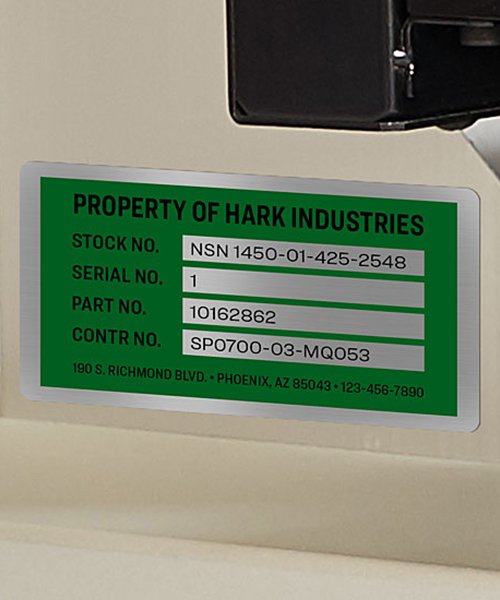 PROPERTY OF HARK INDUSTRIES
STOCK NO. NSN 1450-01-425-2548
SERIAL NO. 1
PART NO. 10162862
CONTR NO. SP0700-03-MQ053
190 S. RICHMOND BLVD. • PHOENIX, AZ 85043 • 123-456-7890